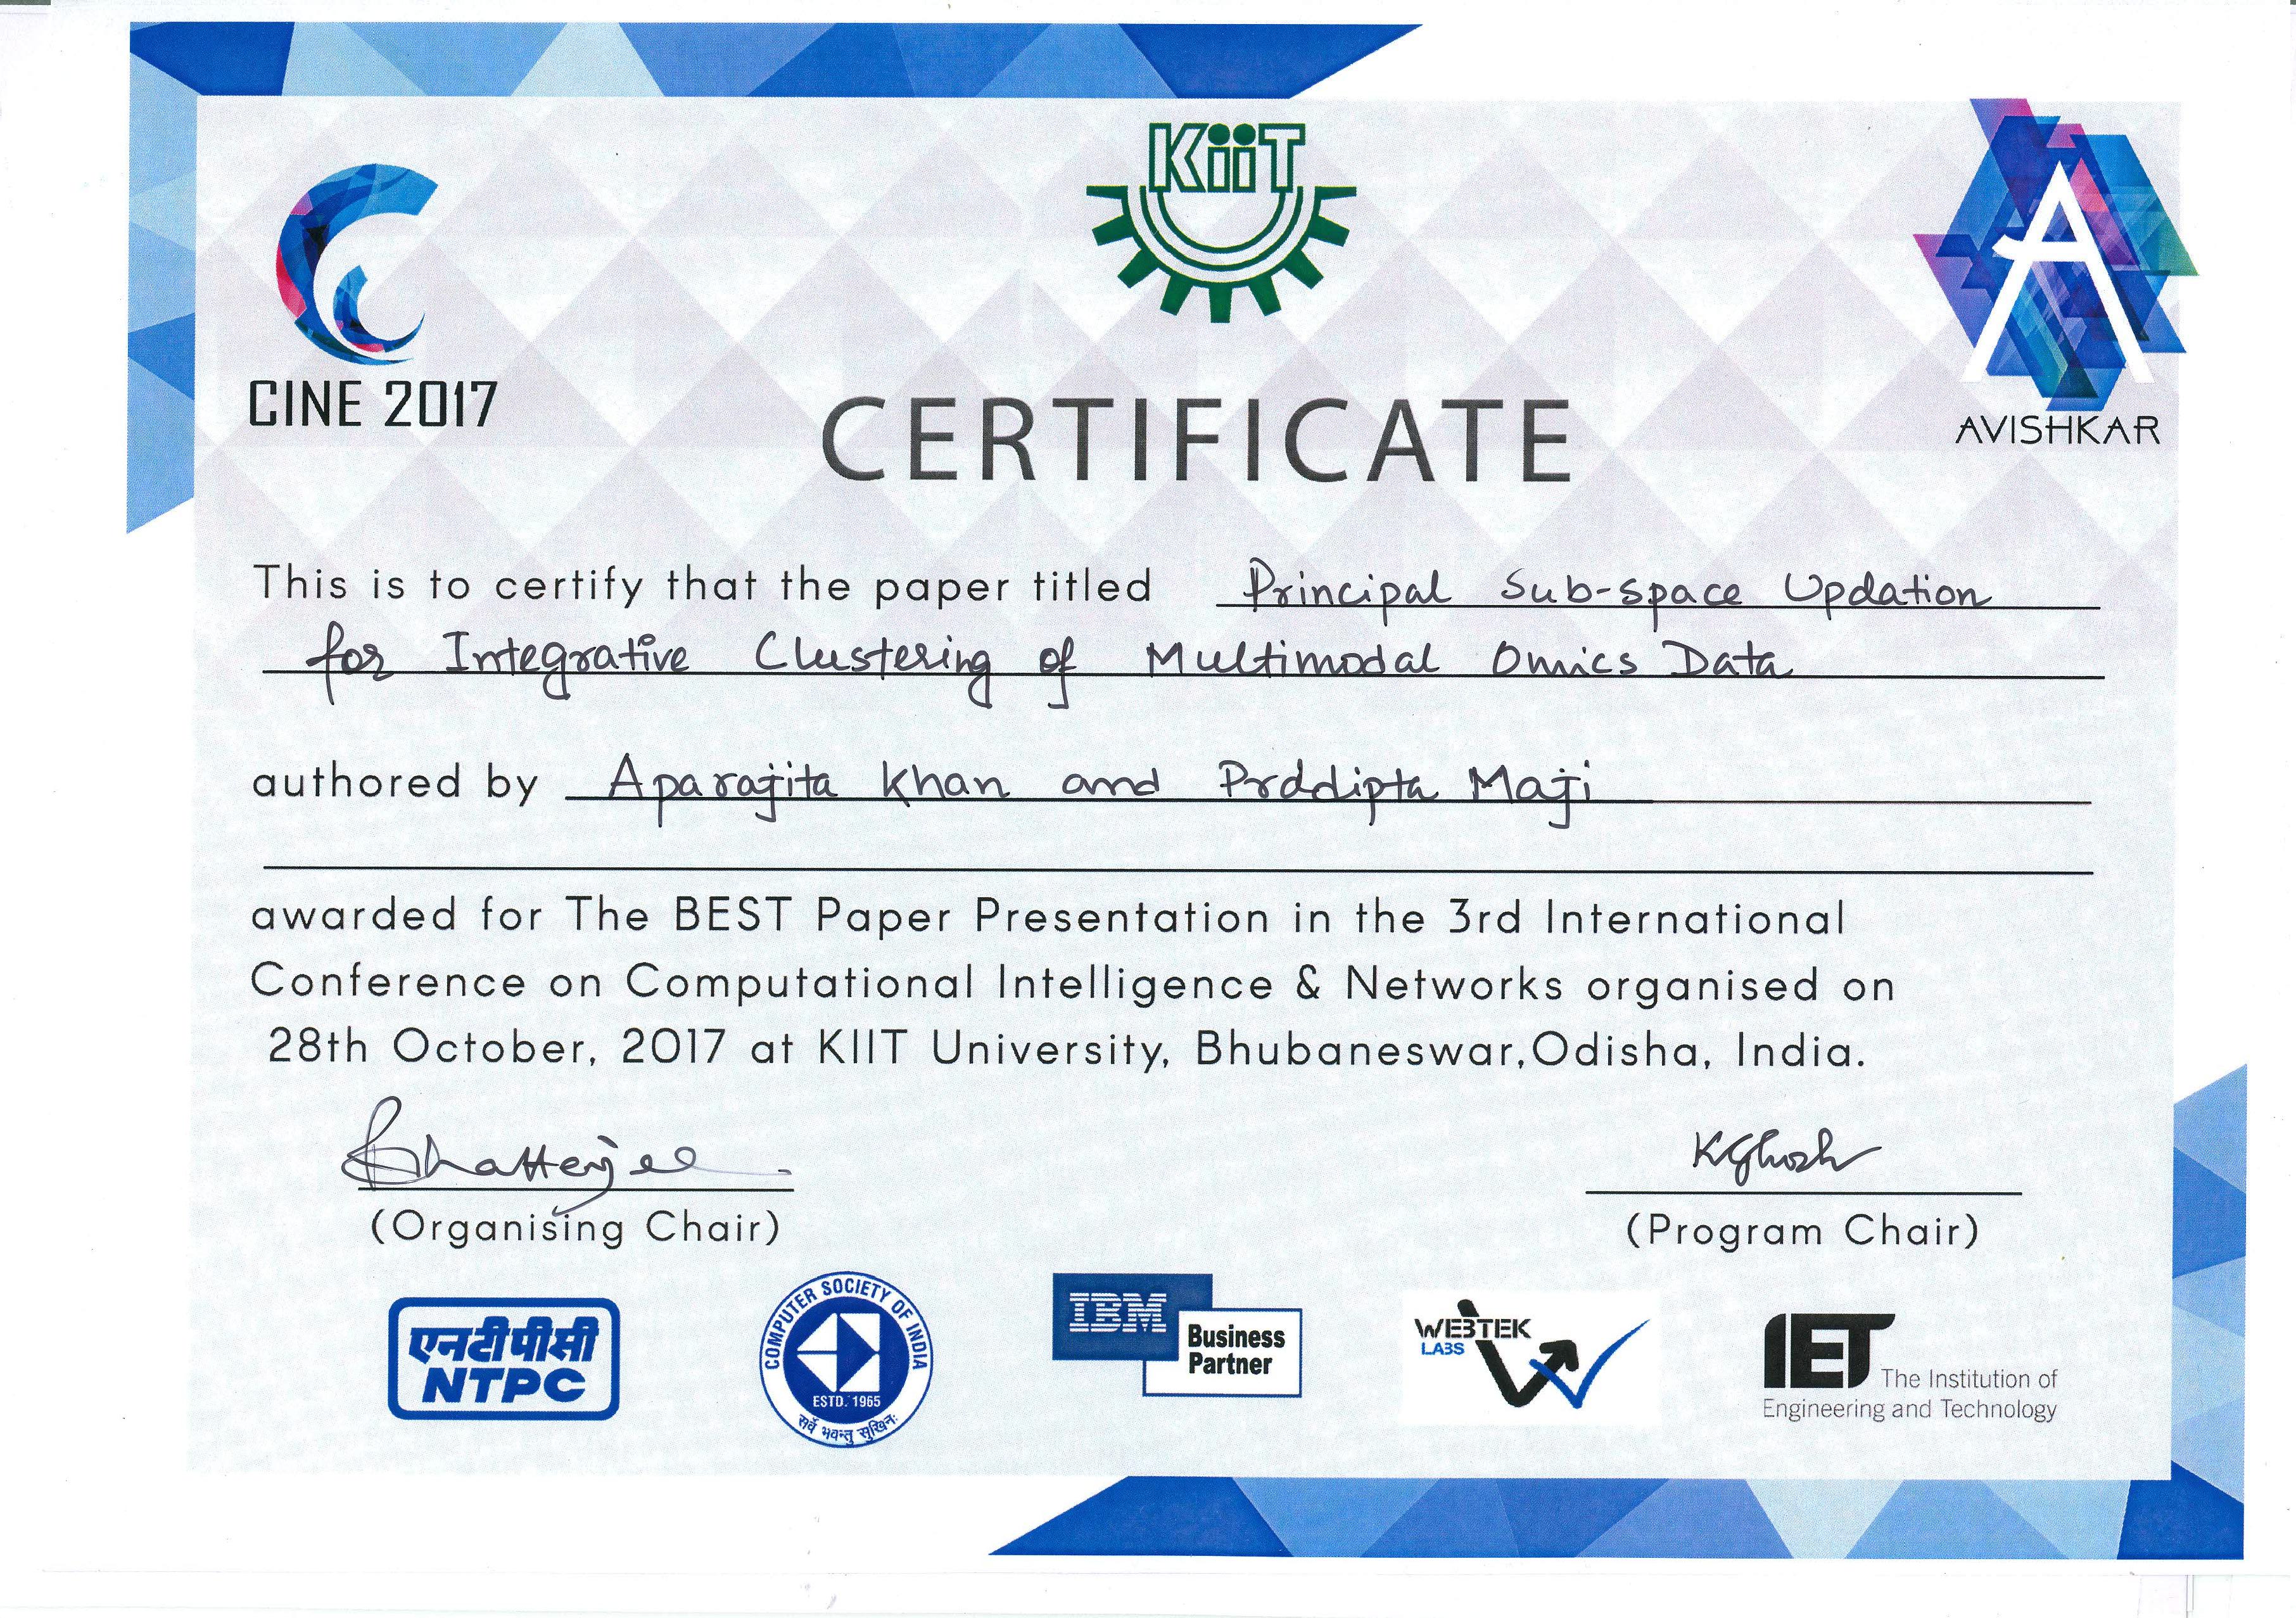 KiiT
CINE 2017
AVISHKAR
CERTIFICATE
This is to certify that the paper titled Principal Sub-space Updation
for Integrative Clustering of Multimodal Omics Data
authored by Aparajita Khan and Prddipta Maji
awarded for The BEST Paper Presentation in the 3rd International
Conference on Computational Intelligence & Networks organised on
28th October, 2017 at KIIT University, Bhubaneswar,Odisha, India.
Chatterjee
KGhosh
(Organising Chair)
(Program Chair)
एनटीपीसी
NTPC
COMPUTER SOCIETY OF INDIA
ESTD. 1965
सर्वे भवन्तु सुखिनः
IBM
Business
Partner
WEBTEK
LABS
IET The Institution of
Engineering and Technology